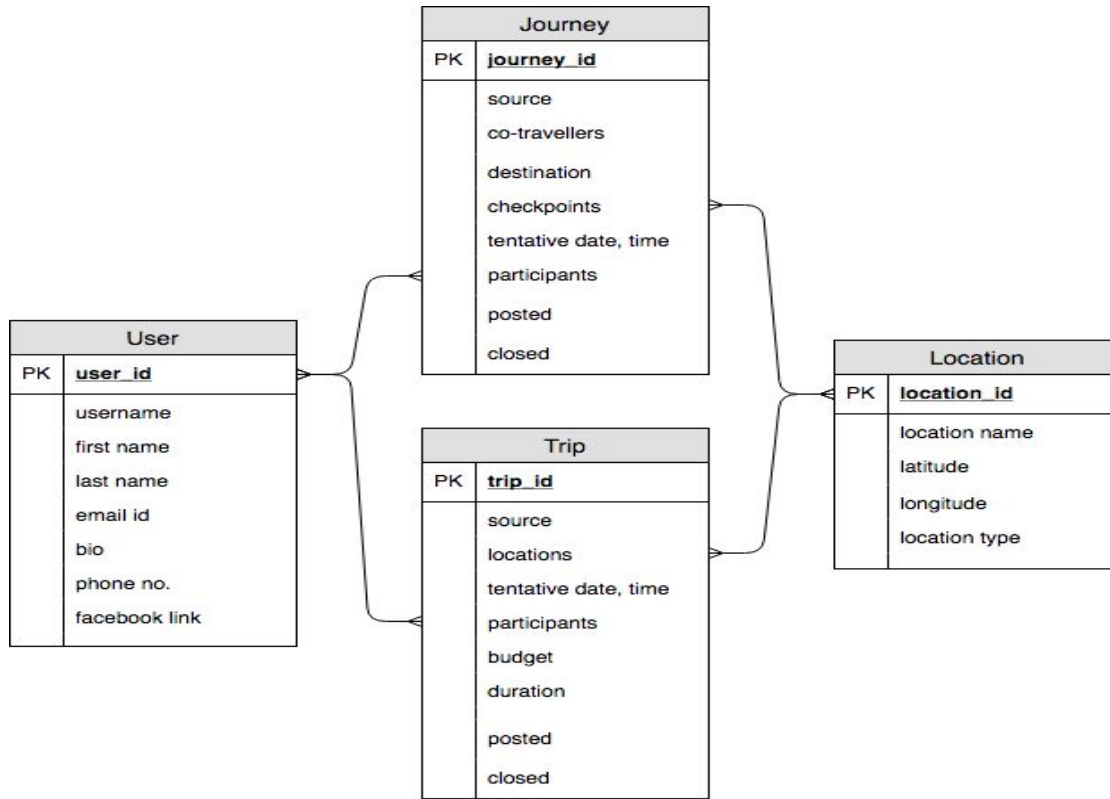 Journey
PK journey_id
source
co-travellers
destination
checkpoints
tentative date, time
participants
posted
closed
User
PK user_id
username
first name
last name
email id
bio
phone no.
facebook link
Trip
PK trip_id
source
locations
tentative date, time
participants
budget
duration
posted
closed
Location
PK location_id
location name
latitude
longitude
location type